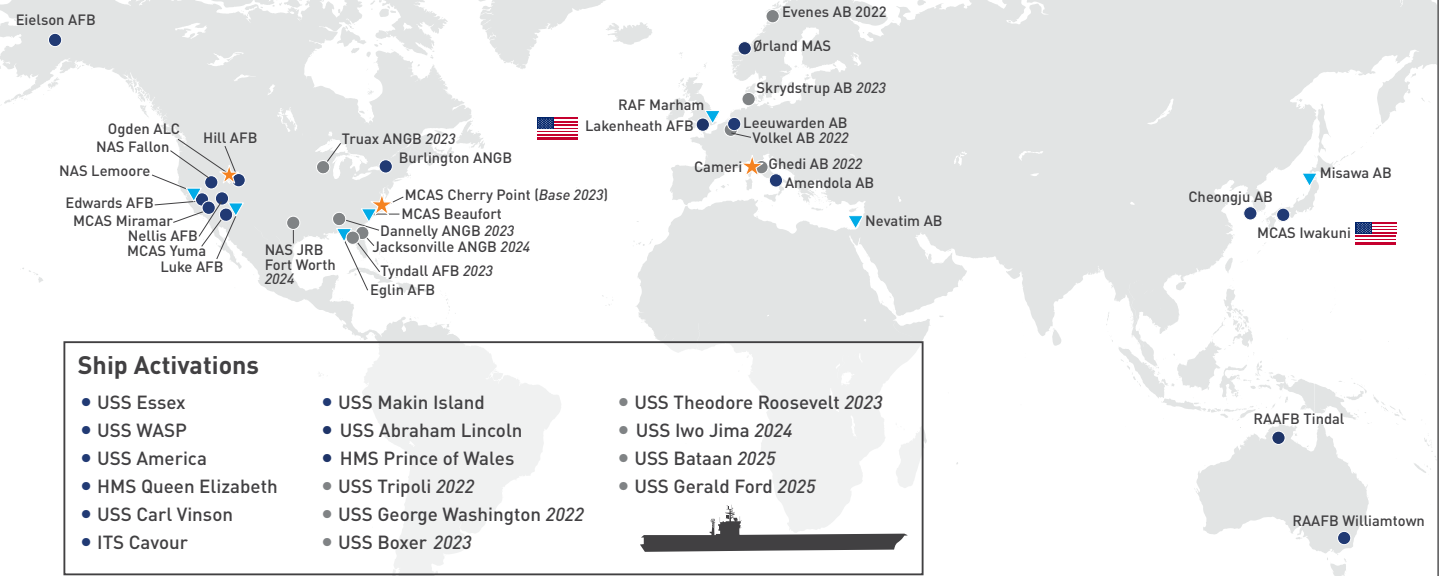 Eielson AFB
Evenes AB 2022
Ørland MAS
Skrydstrup AB 2023
RAF Marham
Lakenheath AFB
Leeuwarden AB
Volkel AB 2022
Cameri
Ghedi AB 2022
Amendola AB
Nevatim AB
Ogden ALC
Hill AFB
NAS Fallon
NAS Lemoore
Edwards AFB
MCAS Miramar
Nellis AFB
MCAS Yuma
Luke AFB
Truax ANGB 2023
Burlington ANGB
MCAS Cherry Point (Base 2023)
MCAS Beaufort
Dannelly ANGB 2023
Jacksonville ANGB 2024
NAS JRB
Fort Worth
2024
Tyndall AFB 2023
Eglin AFB
Misawa AB
Cheongju AB
MCAS Iwakuni
RAAFB Tindal
RAAFB Williamtown
Ship Activations
USS Essex
USS WASP
USS America
HMS Queen Elizabeth
USS Carl Vinson
ITS Cavour
USS Makin Island
USS Abraham Lincoln
HMS Prince of Wales
USS Tripoli 2022
USS George Washington 2022
USS Boxer 2023
USS Theodore Roosevelt 2023
USS Iwo Jima 2024
USS Bataan 2025
USS Gerald Ford 2025